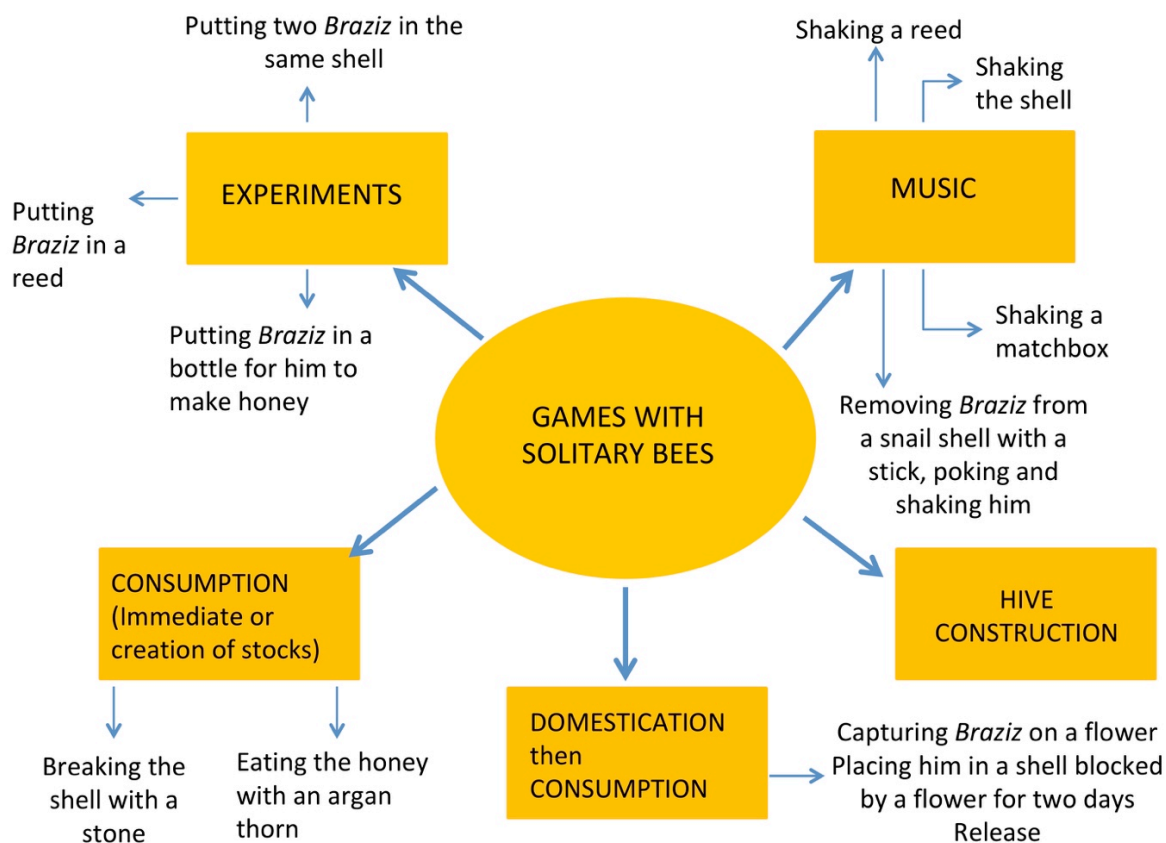 Putting two Braziz in the
same shell
EXPERIMENTS
Putting
Braziz in a
reed
Putting Braziz in a
bottle for him to
make honey
Shaking a reed
Shaking
the shell
MUSIC
Shaking a
matchbox
Removing Braziz from
a snail shell with a
stick, poking and
shaking him
GAMES WITH
SOLITARY BEES
CONSUMPTION
(Immediate or
creation of stocks)
Breaking the
shell with a
stone
Eating the honey
with an argan
thorn
DOMESTICATION
then
CONSUMPTION
Capturing Braziz on a flower
Placing him in a shell blocked
by a flower for two days
Release
HIVE
CONSTRUCTION